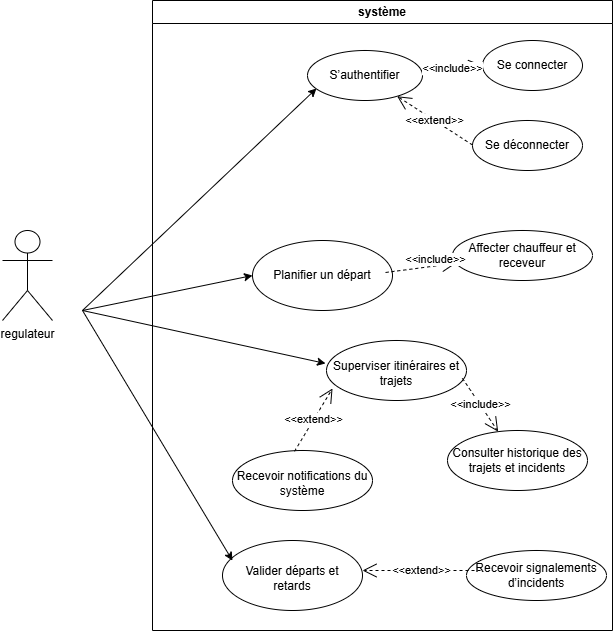 système
S'authentifier
<<include>>
Se connecter
<<extend>>
Se déconnecter
regulateur
Planifier un départ
<<include>>
Affecter chauffeur et
receveur
Superviser itinéraires et
trajets
<<include>>
<<extend>>
Consulter historique des
trajets et incidents
Recevoir notifications du
système
Valider départs et
retards
<<extend>>
Recevoir signalements
d'incidents